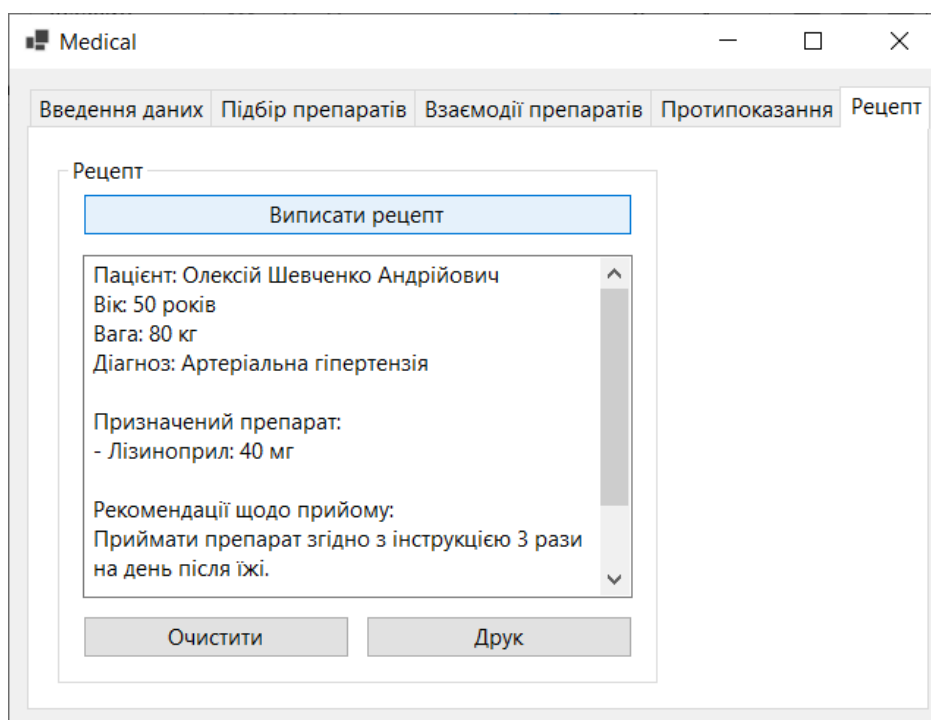 Medical
Введення даних Підбір препаратів Взаємодії препаратів Протипоказання Рецепт
Рецепт
Виписати рецепт
Пацієнт: Олексій Шевченко Андрійович
Вік: 50 років
Вага: 80 кг
Діагноз: Артеріальна гіпертензія
Призначений препарат:
- Лізиноприл: 40 мг
Рекомендації щодо прийому:
Приймати препарат згідно з інструкцією 3 рази
на день після їжі.
Очистити Друк